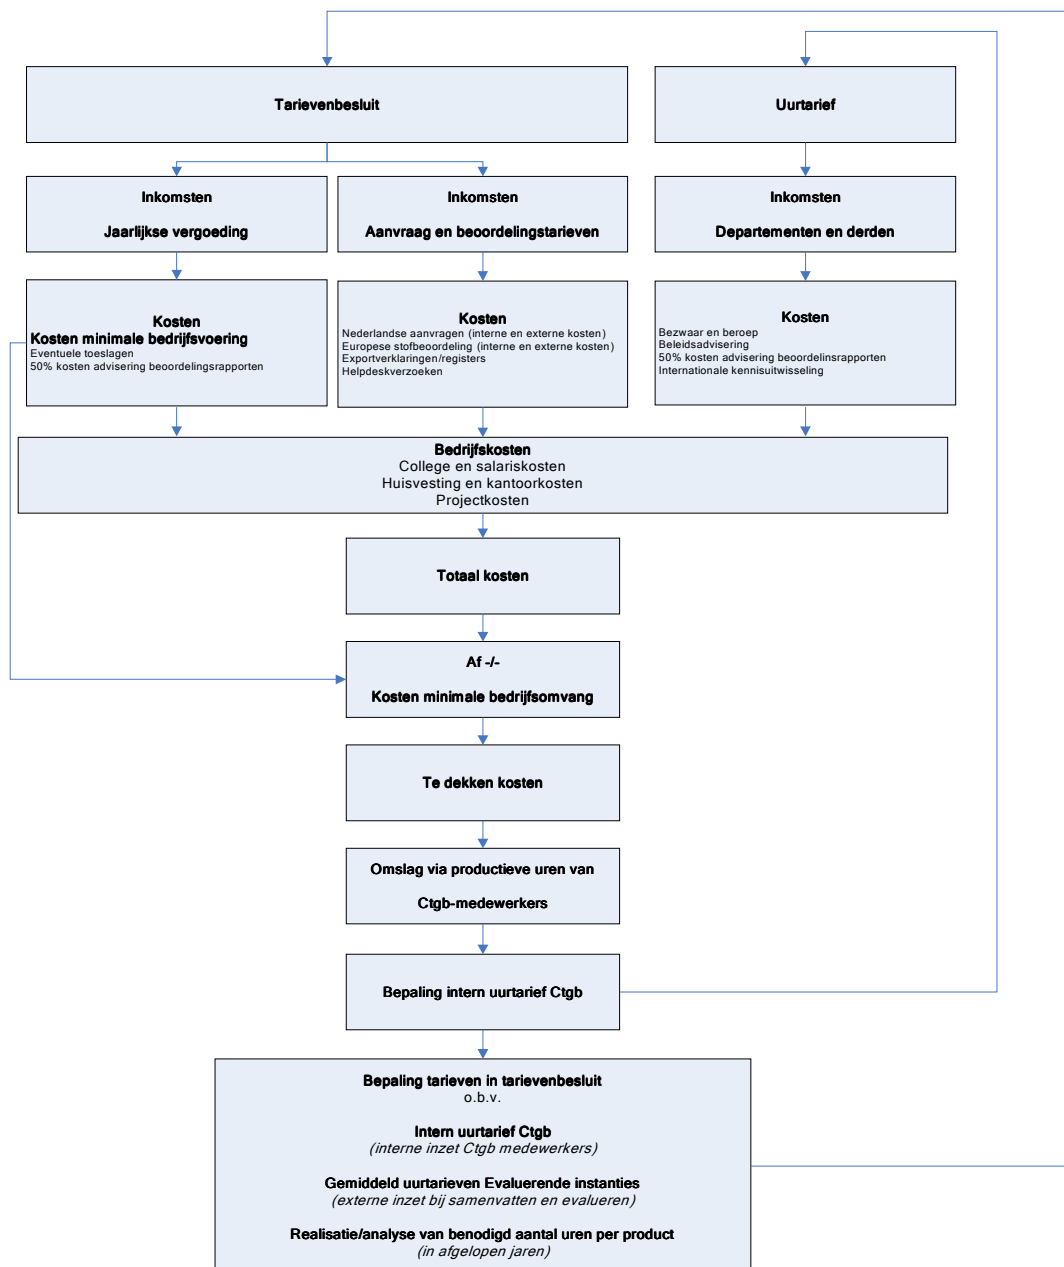 Tarievenbesluit
Uurtarief
Inkomsten
Jaarlijkse vergoeding
Inkomsten
Aanvraag en beoordelingstarieven
Inkomsten
Departementen en derden
Kosten
Kosten minimale bedrijfsvoering
Eventuele toeslagen
50% kosten advisering beoordelingsrapporten
Kosten
Nederlandse aanvragen (interne en externe kosten)
Europese stofbeoordeling (interne en externe kosten)
Exportverklaringen/registers
Helpdeskverzoeken
Kosten
Bezwaar en beroep
Beleidsadvisering
50% kosten advisering beoordelinsrapporten
Internationale kennisuitwisseling
Bedrijfskosten
College en salariskosten
Huisvesting en kantoorkosten
Projectkosten
Totaal kosten
Af -/-
Kosten minimale bedrijfsomvang
Te dekken kosten
Omslag via productieve uren van
Ctgb-medewerkers
Bepaling intern uurtarief Ctgb
Bepaling tarieven in tarievenbesluit
o.b.v.
Intern uurtarief Ctgb
(interne inzet Ctgb medewerkers)
Gemiddeld uurtarieven Evaluerende instanties
(externe inzet bij samenvatten en evalueren)
Realisatie/analyse van benodigd aantal uren per product
(in afgelopen jaren)